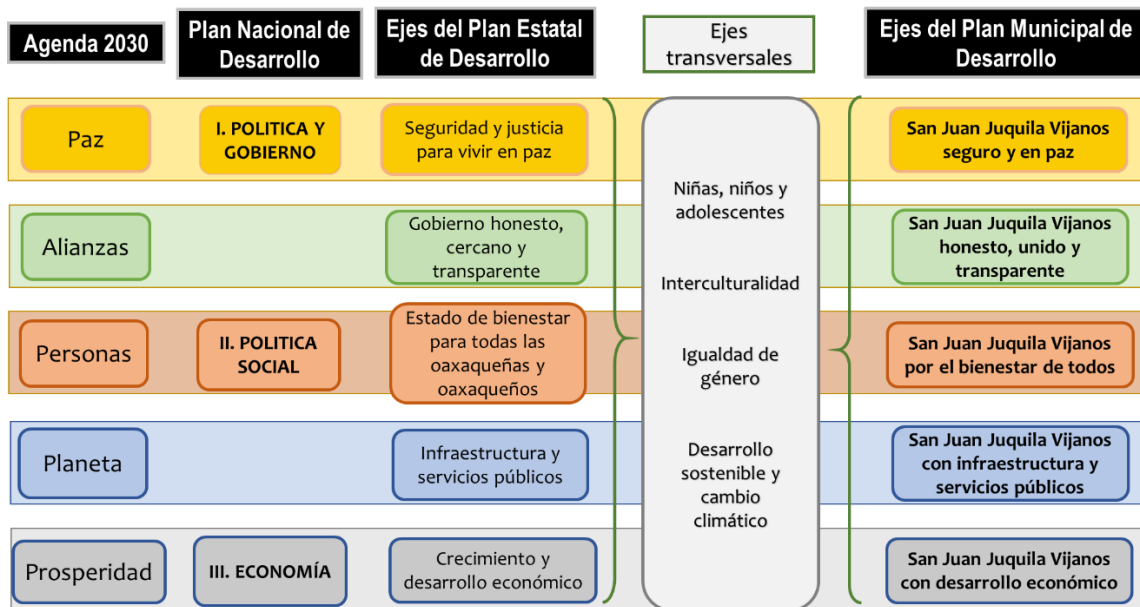 Agenda 2030
Plan Nacional de
Desarrollo
Ejes del Plan Estatal
de Desarrollo
Ejes
transversales
Ejes del Plan Municipal de
Desarrollo
Paz
I. POLITICA Y
GOBIERNO
Seguridad y justicia
para vivir en paz
San Juan Juquila Vijanos
seguro y en paz
Alianzas
Gobierno honesto,
cercano y
transparente
San Juan Juquila Vijanos
honesto, unido y
transparente
Personas
II. POLITICA
SOCIAL
Estado de bienestar
para todas las
oaxaqueñas y
oaxaqueños
San Juan Juquila Vijanos
por el bienestar de todos
Planeta
Infraestructura y
servicios públicos
San Juan Juquila Vijanos
con infraestructura y
servicios públicos
Prosperidad
III. ECONOMÍA
Crecimiento y
desarrollo económico
San Juan Juquila Vijanos
con desarrollo económico
Niñas, niños y
adolescentes
Interculturalidad
Igualdad de
género
Desarrollo
sostenible y
cambio
climático